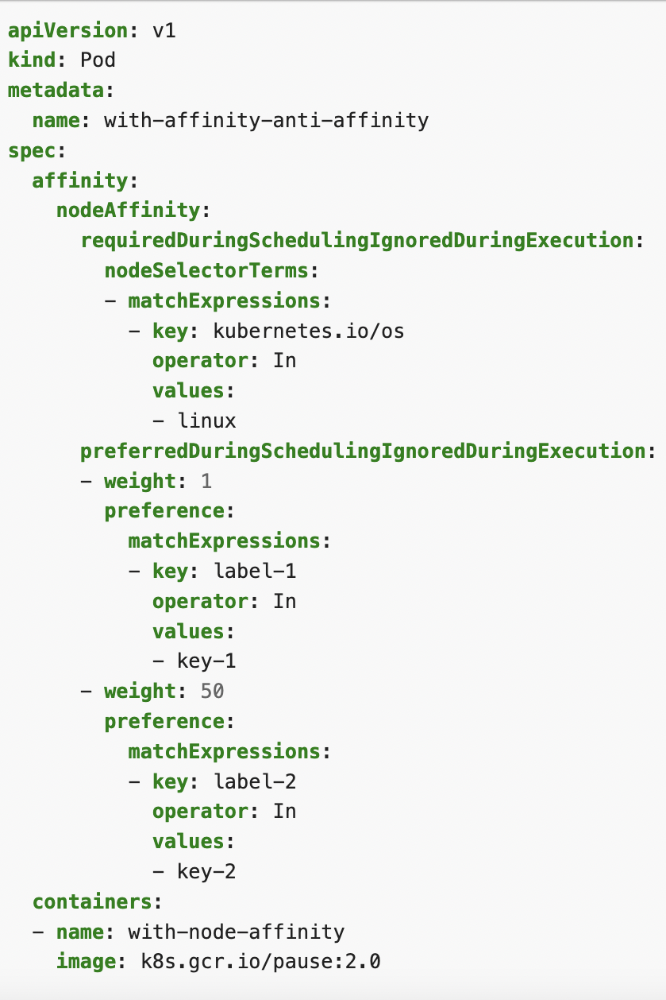 apiVersion: v1
kind: Pod
metadata:
  name: with-affinity-anti-affinity
spec:
  affinity:
    nodeAffinity:
      requiredDuringSchedulingIgnoredDuringExecution:
        nodeSelectorTerms:
        - matchExpressions:
          - key: kubernetes.io/os
            operator: In
            values:
            - linux
      preferredDuringSchedulingIgnoredDuringExecution:
      - weight: 1
        preference:
          matchExpressions:
          - key: label-1
            operator: In
            values:
            - key-1
      - weight: 50
        preference:
          matchExpressions:
          - key: label-2
            operator: In
            values:
            - key-2
  containers:
  - name: with-node-affinity
    image: k8s.gcr.io/pause:2.0